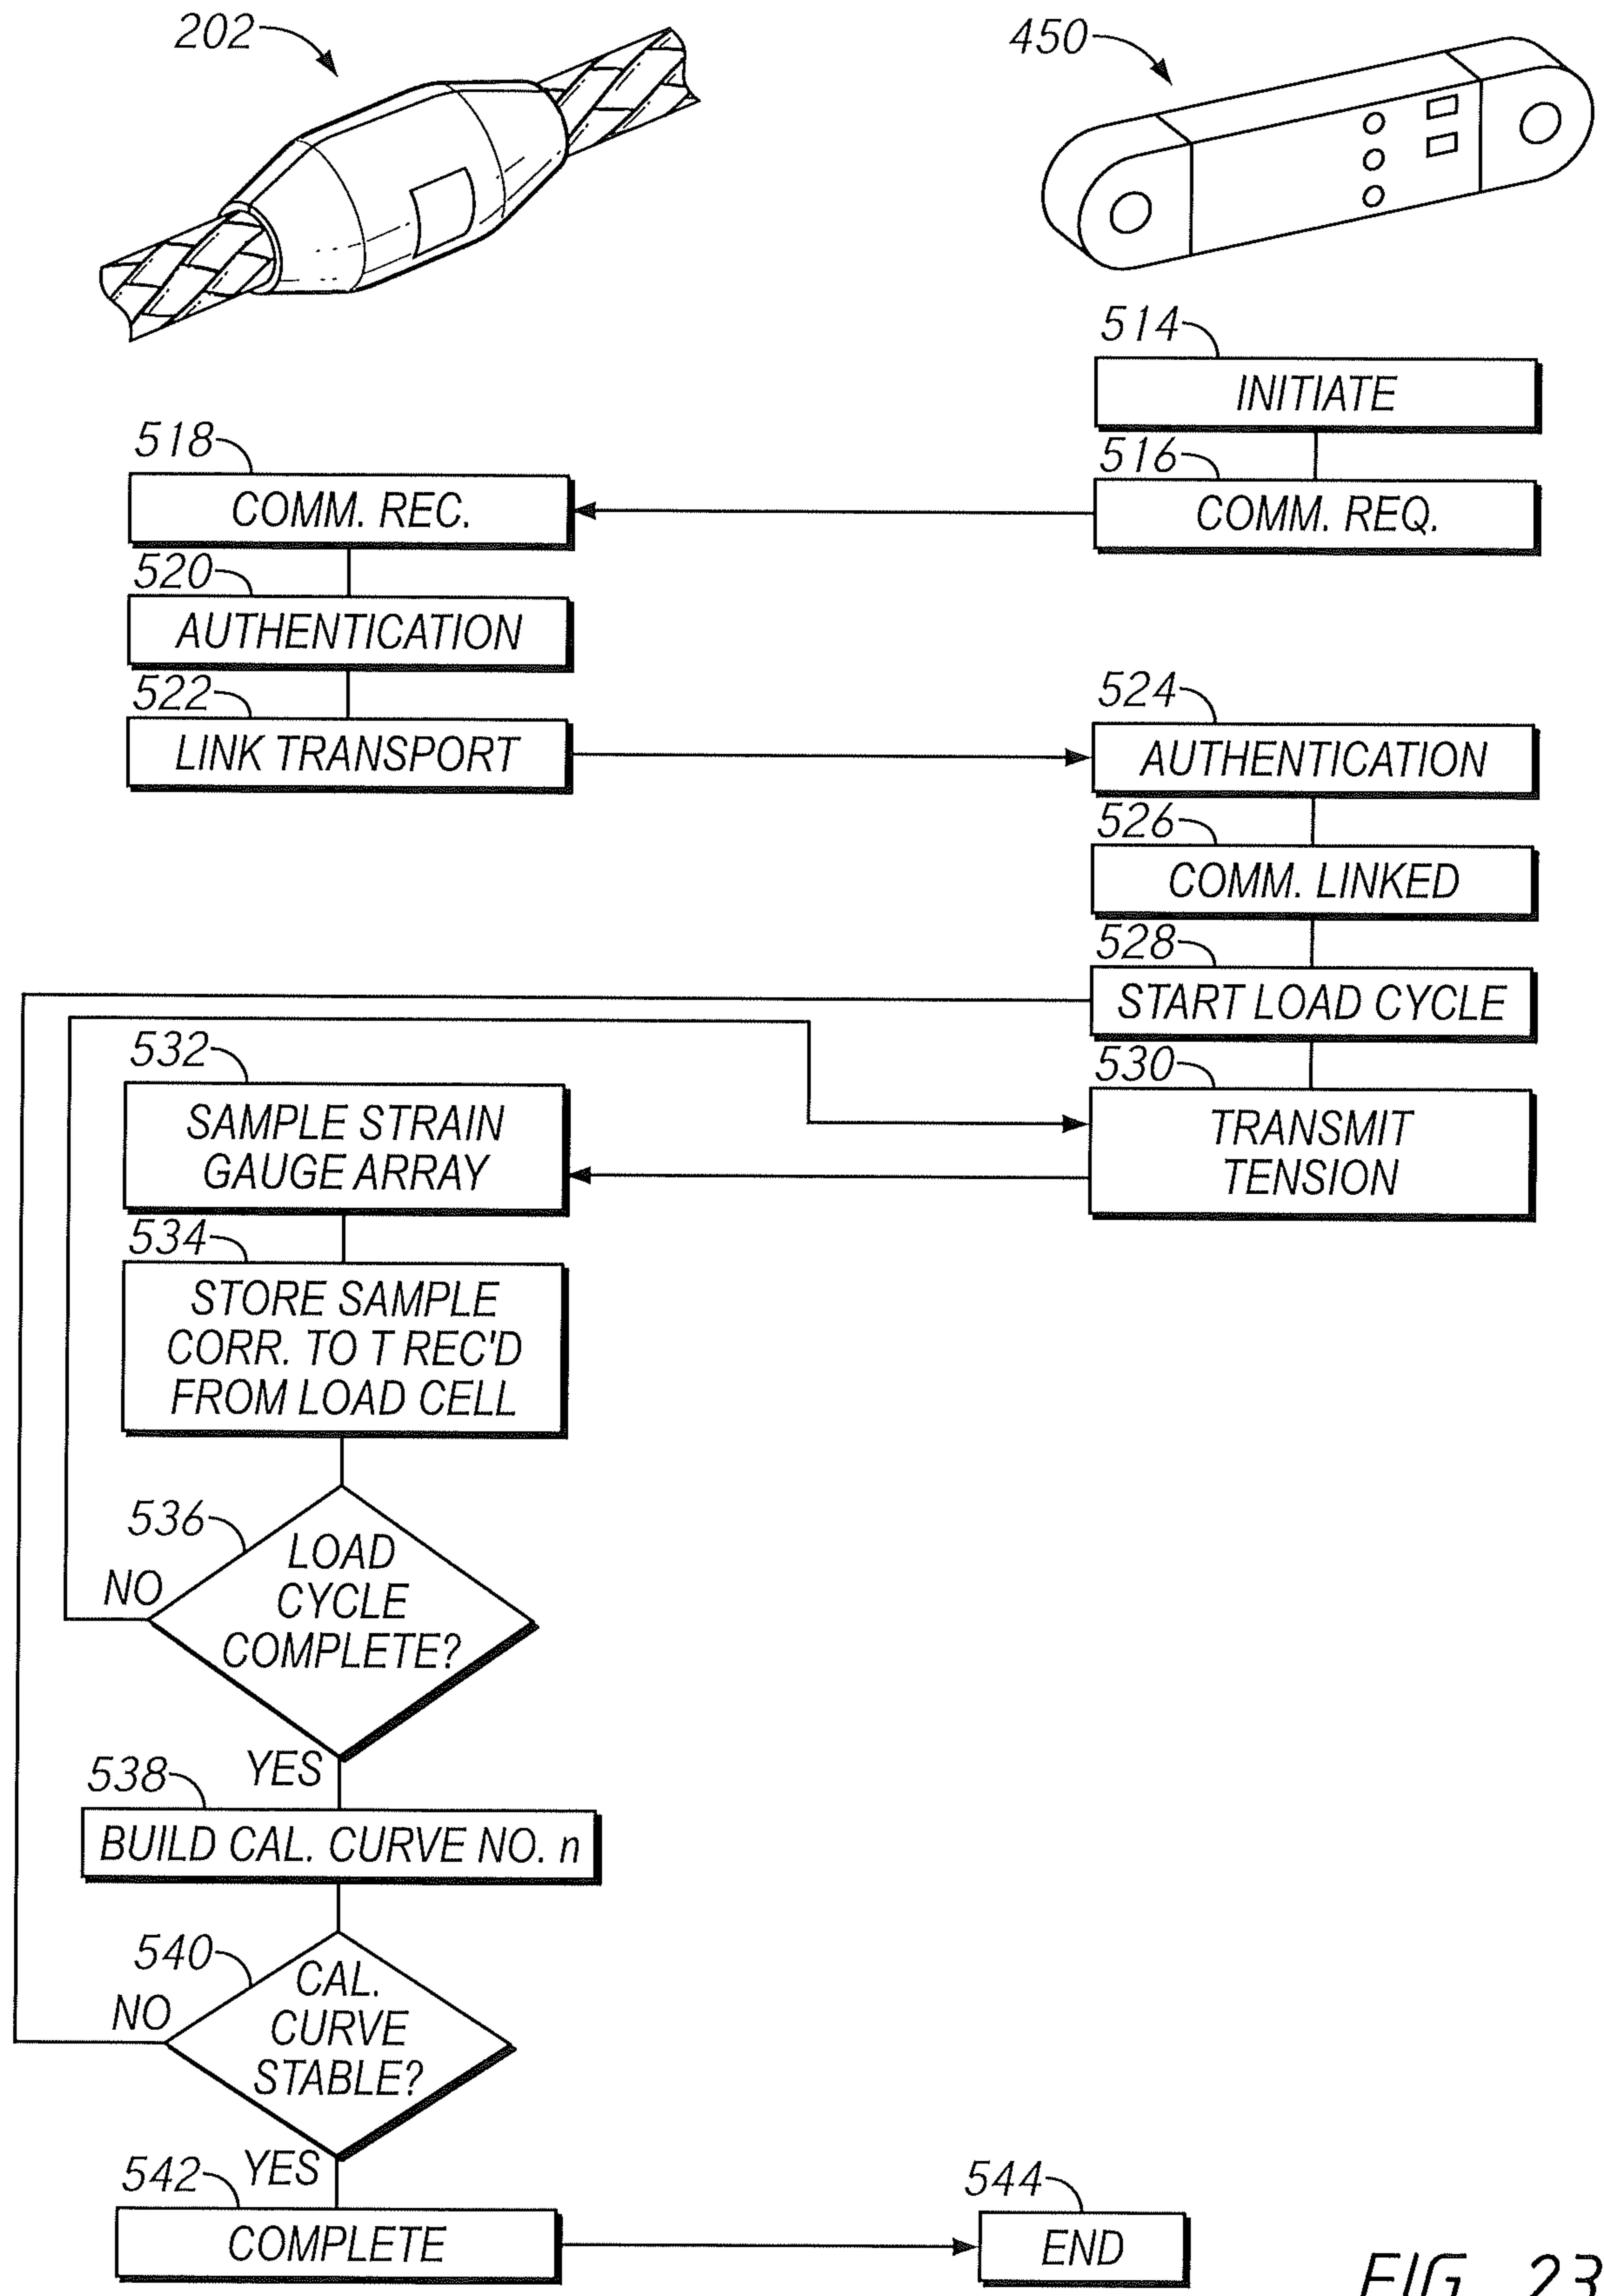 202
450
514
INITIATE
518
516
COMM. REC.
COMM. REQ.
520
AUTHENTICATION
522
524
LINK TRANSPORT
AUTHENTICATION
526
COMM. LINKED
528
START LOAD CYCLE
532
530
SAMPLE STRAIN
GAUGE ARRAY
TRANSMIT
TENSION
534
STORE SAMPLE
CORR. TO T REC'D
FROM LOAD CELL
536
LOAD
CYCLE
COMPLETE?
NO
YES
538
BUILD CAL. CURVE NO. n
540
CAL.
CURVE
STABLE?
NO
YES
542
544
COMPLETE
END
FIG. 23